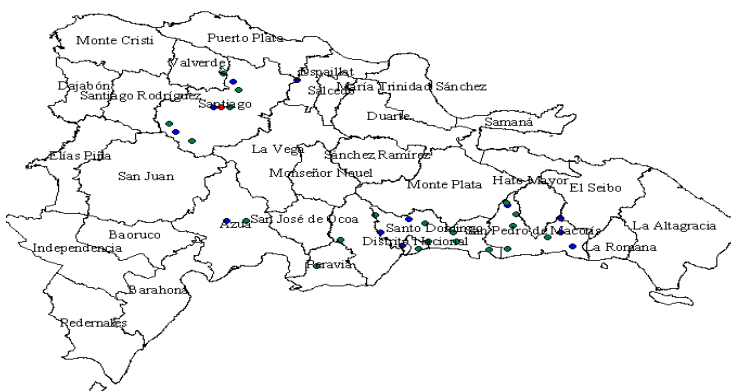 Puerto Plata
Monte Cristi
Valverde
Espaillat
Dajabón
Santiago Rodríguez
Santiago
Salcedo
María Trinidad Sánchez
Duarte
Samaná
Elías Piña
San Juan
La Vega
Sánchez Ramírez
Monseñor Nouel
Monte Plata
Hato Mayor
El Seibo
Azua
San José de Ocoa
Santo Domingo
San Pedro de Macorís
La Altagracia
Baoruco
Independencia
Distrito Nacional
La Romana
Peravia
Barahona
Pedernales